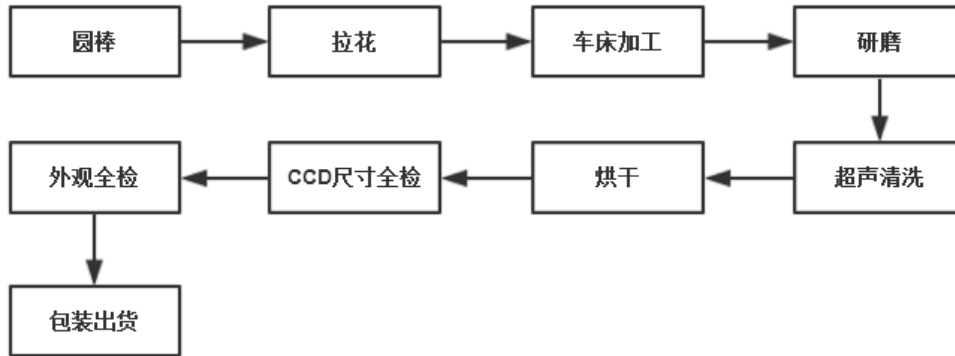 圆棒
拉花
车床加工
研磨
超声清洗
烘干
CCD尺寸全检
外观全检
包装出货